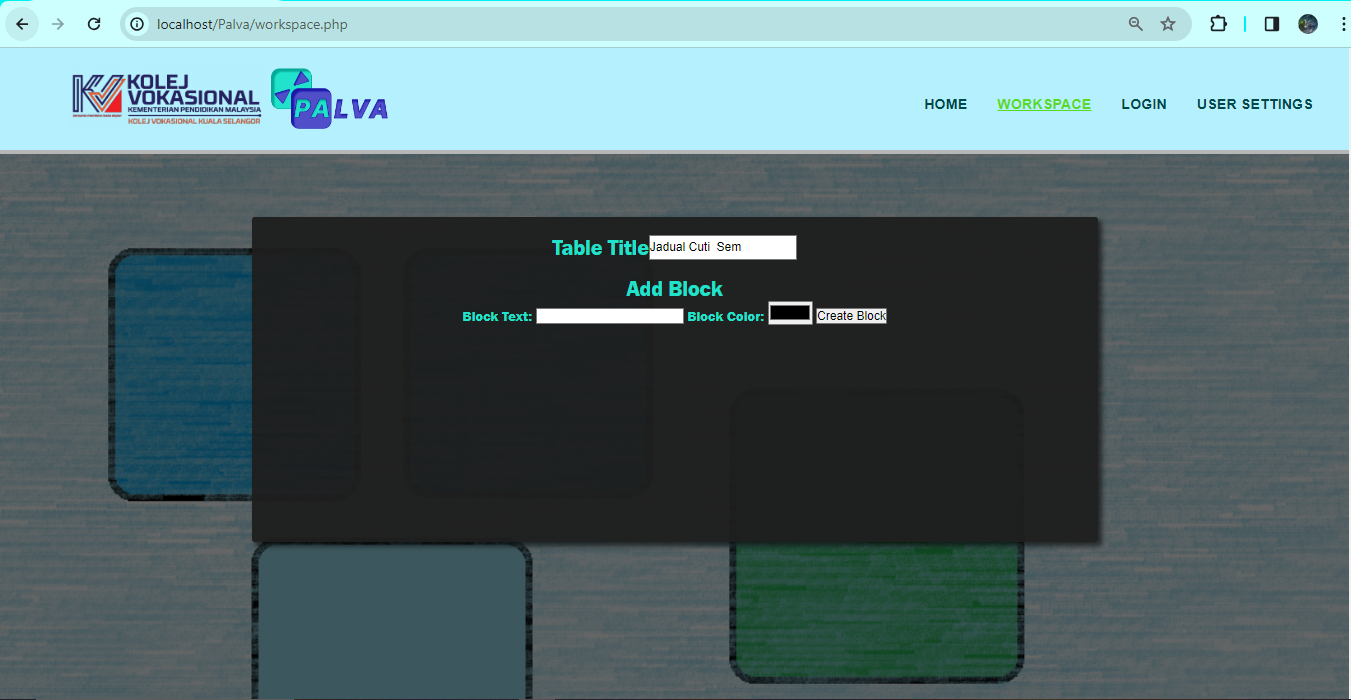 localhost/Palva/workspace.php
KOLEJ
VOKASIONAL
KEMENTERIAN PENDIDIKAN MALAYSIA
KOLEJ VOKASIONAL KUALA SELANGOR
PALVA
HOME WORKSPACE LOGIN USER SETTINGS
Table Title Jadual Cuti Sem
Add Block
Block Text: Block Color: Create Block